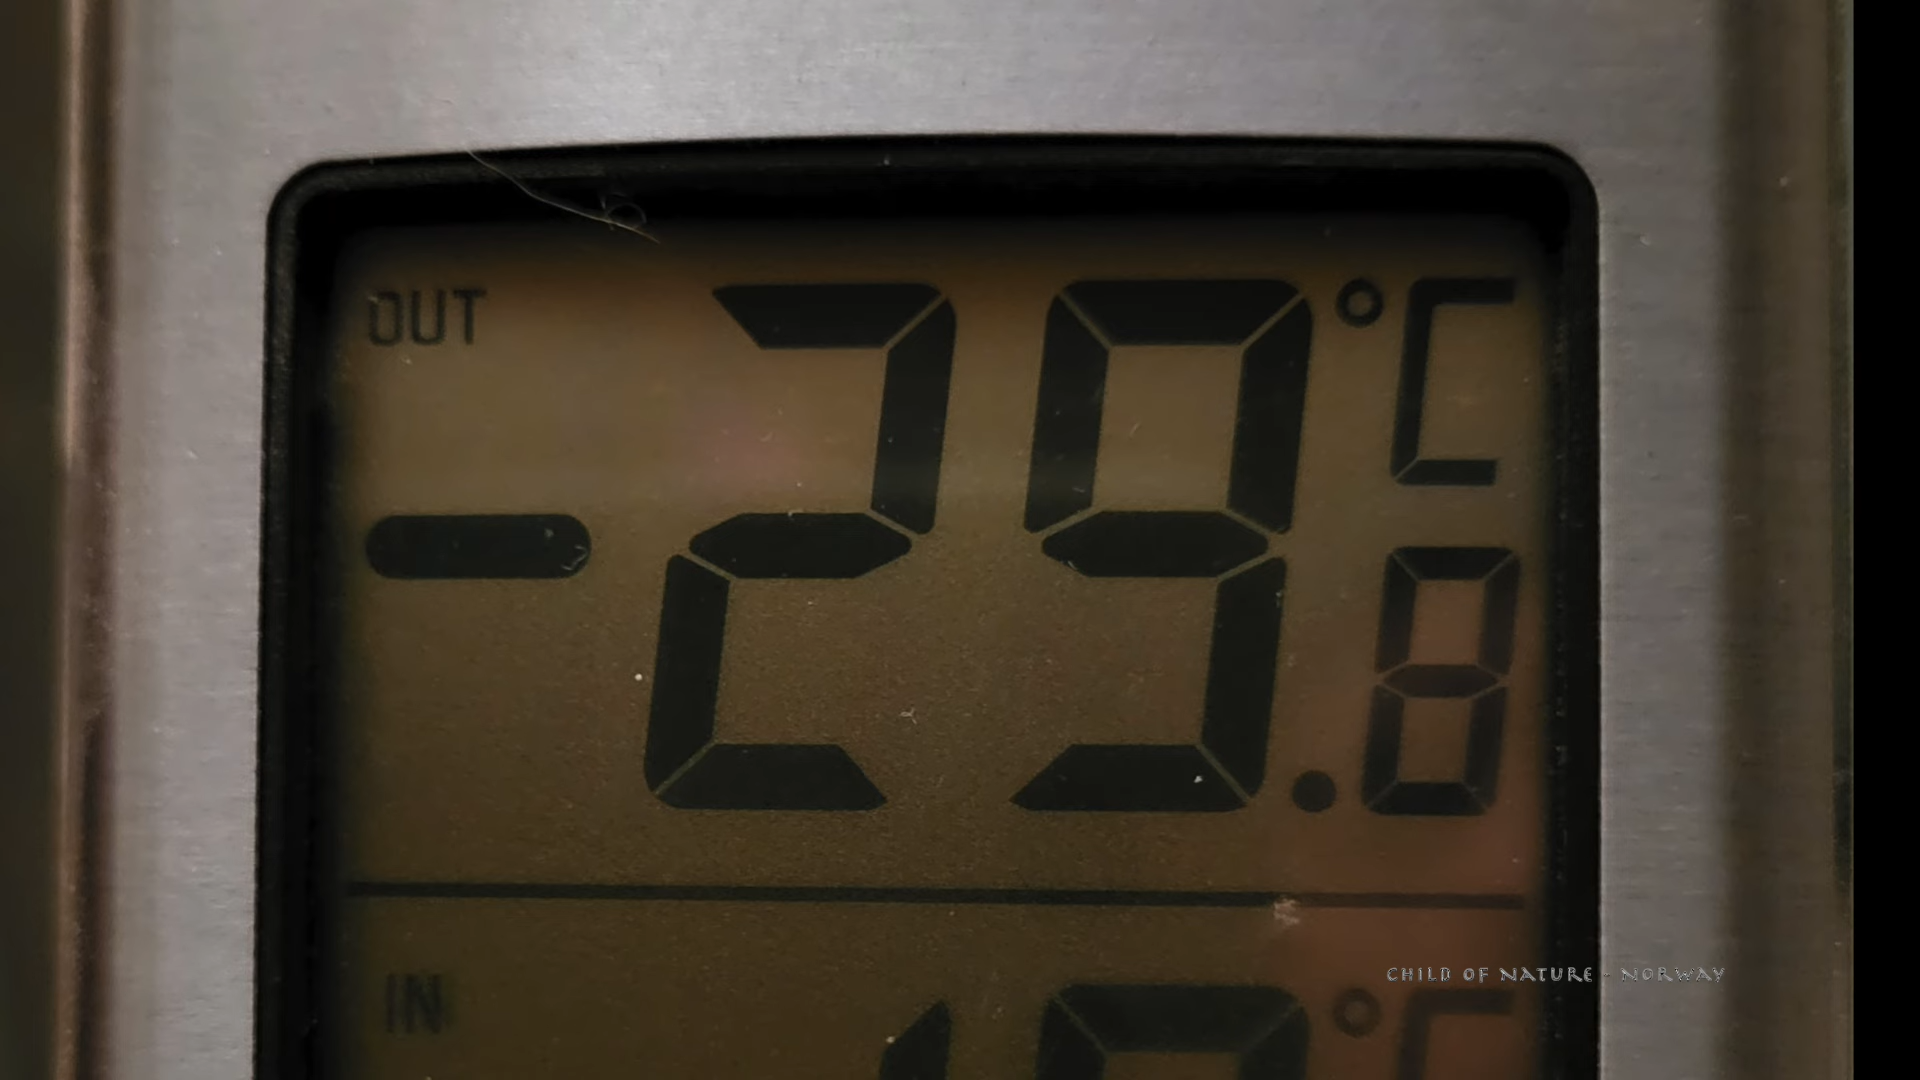 OUT
-29.8 °C
IN
°C
CHILD OF NATURE - NORWAY